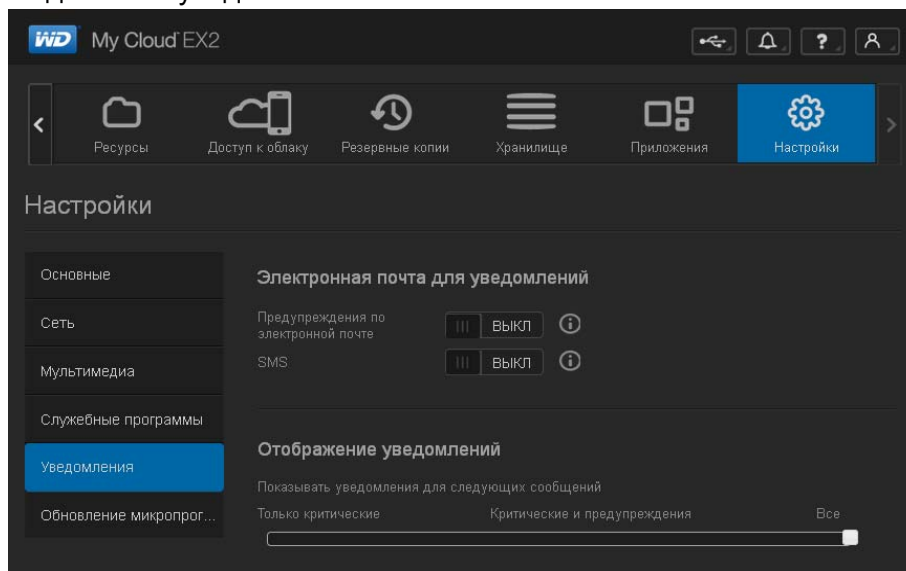 WD My Cloud EX2
Ресурсы
Доступ к облаку
Резервные копии
Хранилище
Приложения
Настройки
Настройки
Основные
Сеть
Мультимедиа
Служебные программы
Уведомления
Обновление микропрог...
Электронная почта для уведомлений
Предупреждения по
электронной почте
ВЫКЛ
SMS
ВЫКЛ
Отображение уведомлений
Показывать уведомления для следующих сообщений
Только критические
Критические и предупреждения
Все